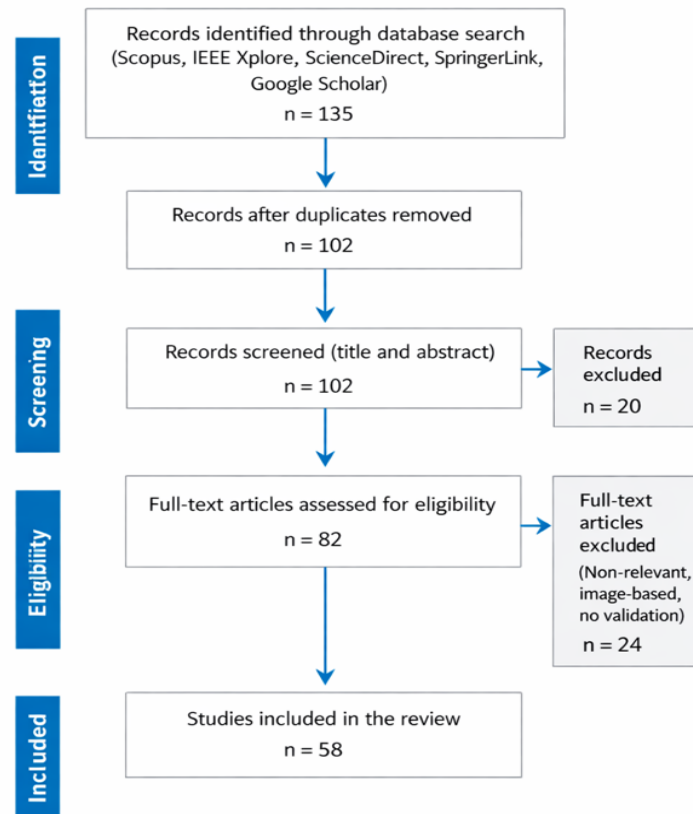 Records identified through database search
(Scopus, IEEE Xplore, ScienceDirect, SpringerLink,
Google Scholar)
n = 135
Records after duplicates removed
n = 102
Records screened (title and abstract)
n = 102
Records
excluded
n = 20
Full-text articles assessed for eligibility
n = 82
Full-text
articles
excluded
(Non-relevant,
image-based,
no validation)
n = 24
Studies included in the review
n = 58
Screening
Included